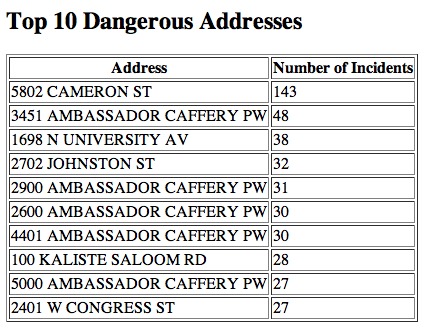 Top 10 Dangerous Addresses
Address Number of Incidents
5802 CAMERON ST 143
3451 AMBASSADOR CAFFERY PW 48
1698 N UNIVERSITY AV 38
2702 JOHNSTON ST 32
2900 AMBASSADOR CAFFERY PW 31
2600 AMBASSADOR CAFFERY PW 30
4401 AMBASSADOR CAFFERY PW 30
100 KALISTE SALOOM RD 28
5000 AMBASSADOR CAFFERY PW 27
2401 W CONGRESS ST 27